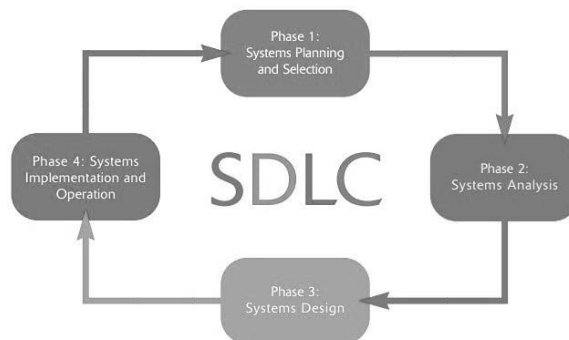 Phase 1:
Systems Planning
and Selection
Phase 2:
Systems Analysis
Phase 3:
Systems Design
Phase 4: Systems
Implementation and
Operation
SDLC